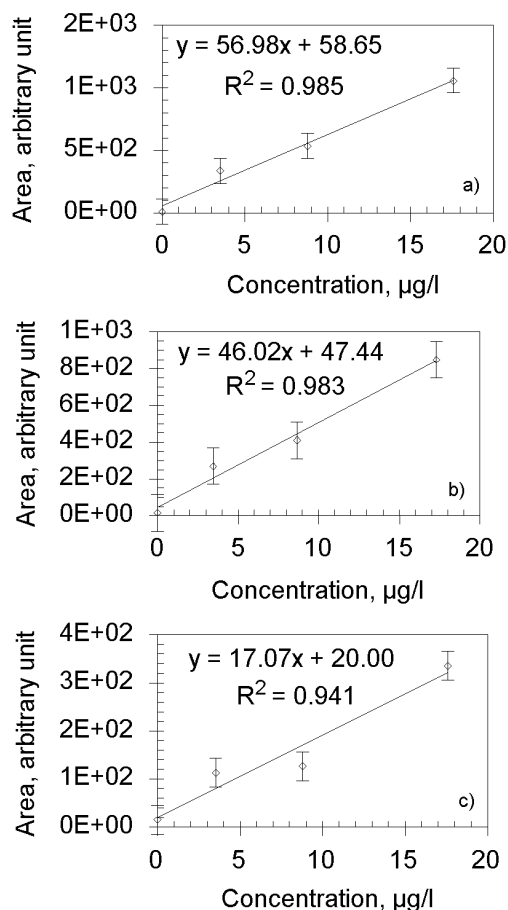 2E+03
y = 56.98x + 58.65
R² = 0.985
1E+03
5E+02
0E+00
Area, arbitrary unit
a)
0 5 10 15 20
Concentration, µg/l
1E+03
y = 46.02x + 47.44
R² = 0.983
8E+02
6E+02
4E+02
2E+02
0E+00
Area, arbitrary unit
b)
0 5 10 15 20
Concentration, µg/l
4E+02
y = 17.07x + 20.00
R² = 0.941
3E+02
2E+02
1E+02
0E+00
Area, arbitrary unit
c)
0 5 10 15 20
Concentration, µg/l